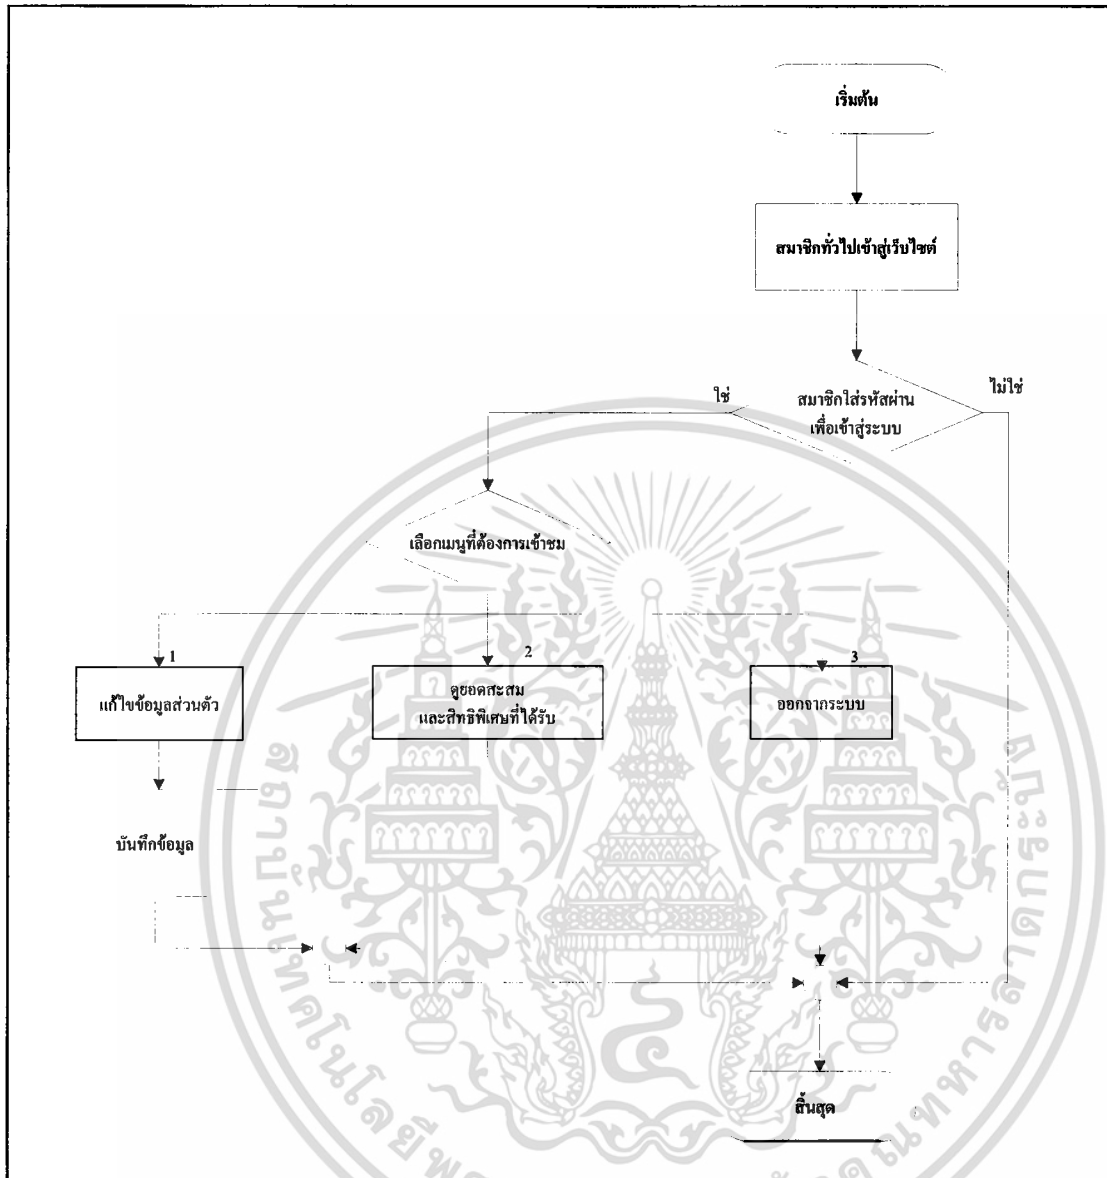 เริ่มต้น
สมาชิกทั่วไปเข้าสู่เว็บไซต์
ใช่
สมาชิกใส่รหัสผ่าน
เพื่อเข้าสู่ระบบ
ไม่ใช่
เลือกเมนูที่ต้องการเข้าชม
1
แก้ไขข้อมูลส่วนตัว
2
ดูยอดสะสม
และสิทธิพิเศษที่ได้รับ
3
ออกจากระบบ
บันทึกข้อมูล
สิ้นสุด